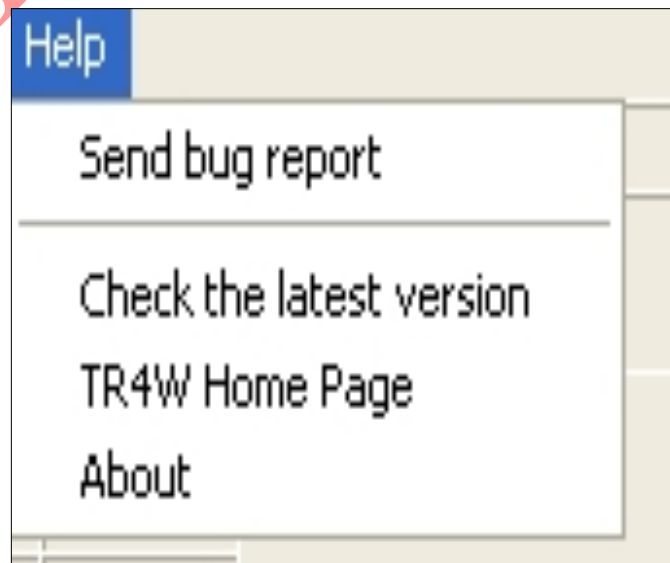 Help
Send bug report
Check the latest version
TR4W Home Page
About